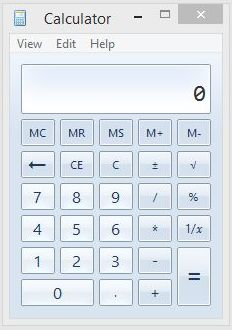 Calculator
View Edit Help
0
MC MR MS M+ M-
← CE C ± √
7 8 9 / %
4 5 6 * 1/x
1 2 3 - =
0 . +